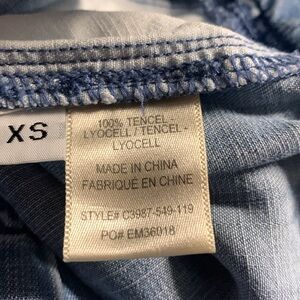 XS
100% TENCEL -
LYOCELL / TENCEL -
LYOCELL
MADE IN CHINA
FABRIQUÉ EN CHINE
STYLE# C3987-549-119
PO# EM36018